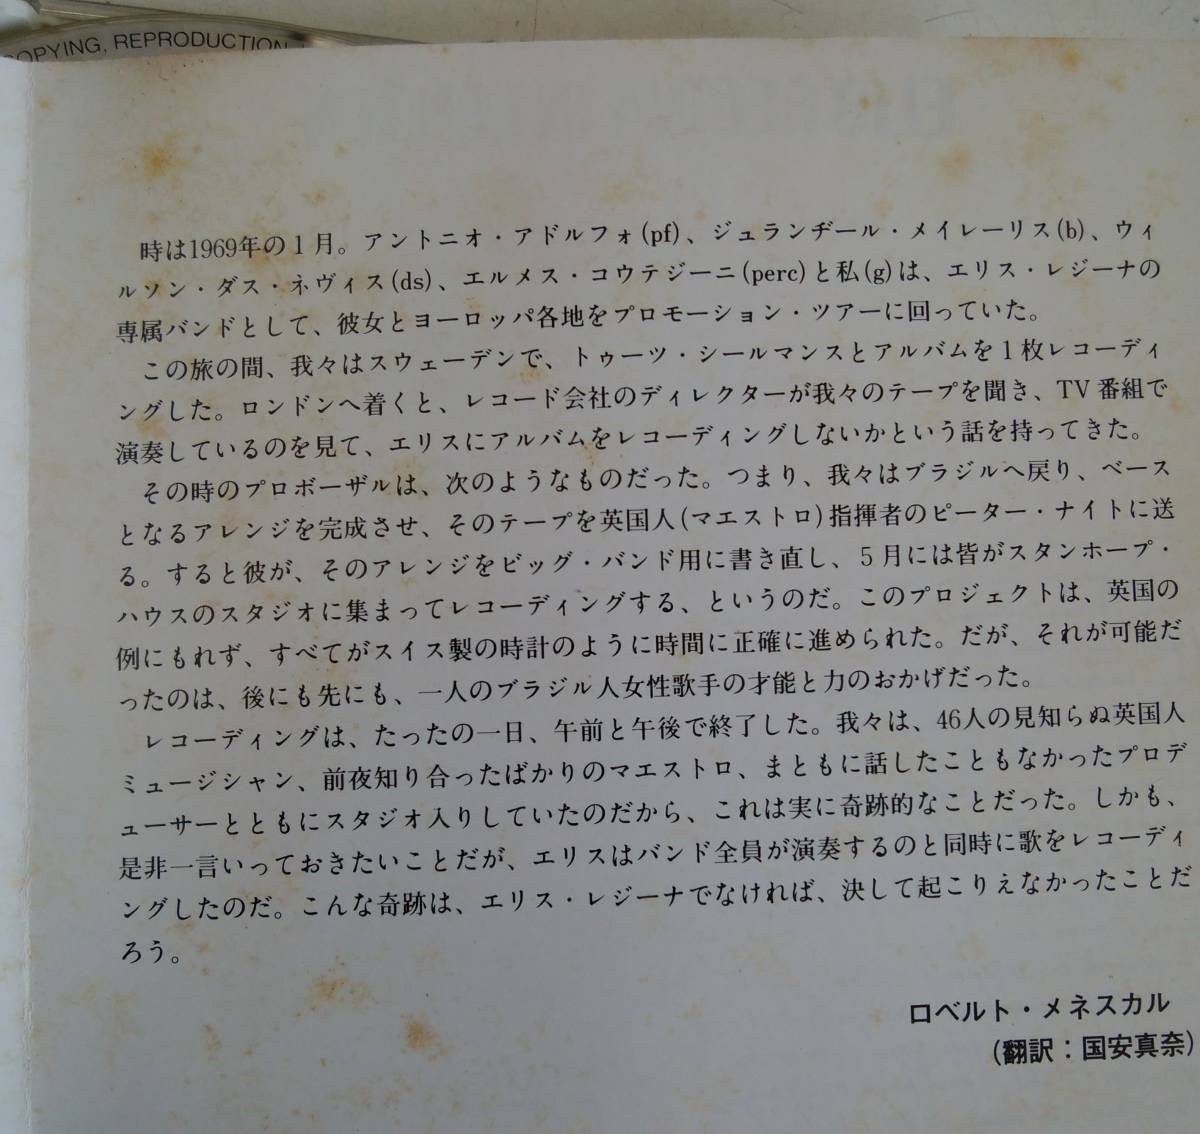 COPYING, REPRODUCTION
時は1969年の1月。アントニオ・アドルフォ(pf)、ジュランヂール・メイレーリス(b)、ウィ
ルソン・ダス・ネヴィス(ds)、エルメス・コウテジーニ(perc)と私(g)は、エリス・レジーナの
専属バンドとして、彼女とヨーロッパ各地をプロモーション・ツアーに回っていた。
この旅の間、我々はスウェーデンで、トゥーツ・シールマンスとアルバムを1枚レコーディ
ングした。ロンドンへ着くと、レコード会社のディレクターが我々のテープを聞き、TV番組で
演奏しているのを見て、エリスにアルバムをレコーディングしないかという話を持ってきた。
その時のプロボーザルは、次のようなものだった。つまり、我々はブラジルへ戻り、ベース
となるアレンジを完成させ、そのテープを英国人(マエストロ)指揮者のピーター・ナイトに送
る。すると彼が、そのアレンジをビッグ・バンド用に書き直し、5月には皆がスタンホープ・
ハウスのスタジオに集まってレコーディングする、というのだ。このプロジェクトは、英国の
例にもれず、すべてがスイス製の時計のように時間に正確に進められた。だが、それが可能だ
ったのは、後にも先にも、一人のブラジル人女性歌手の才能と力のおかげだった。
レコーディングは、たったの一日、午前と午後で終了した。我々は、46人の見知らぬ英国人
ミュージシャン、前夜知り合ったばかりのマエストロ、まともに話したこともなかったプロデ
ューサーとともにスタジオ入りしていたのだから、これは実に奇跡的なことだった。しかも、
是非一言いっておきたいことだが、エリスはバンド全員が演奏するのと同時に歌をレコーディ
ングしたのだ。こんな奇跡は、エリス・レジーナでなければ、決して起こりえなかったことだ
ろう。
ロベルト・メネスカル
(翻訳：国安真奈)